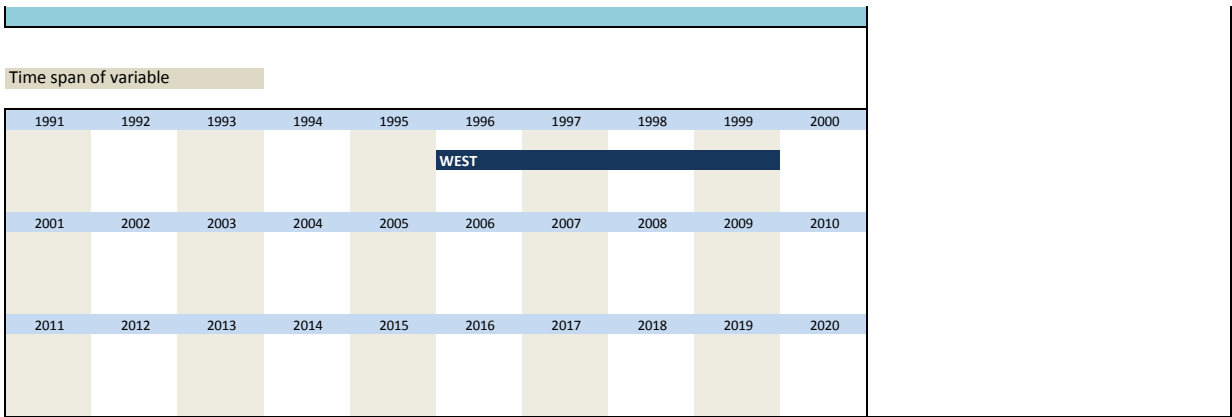 Time span of variable
1991 1992 1993 1994 1995 1996 1997 1998 1999 2000
WEST
2001 2002 2003 2004 2005 2006 2007 2008 2009 2010
2011 2012 2013 2014 2015 2016 2017 2018 2019 2020